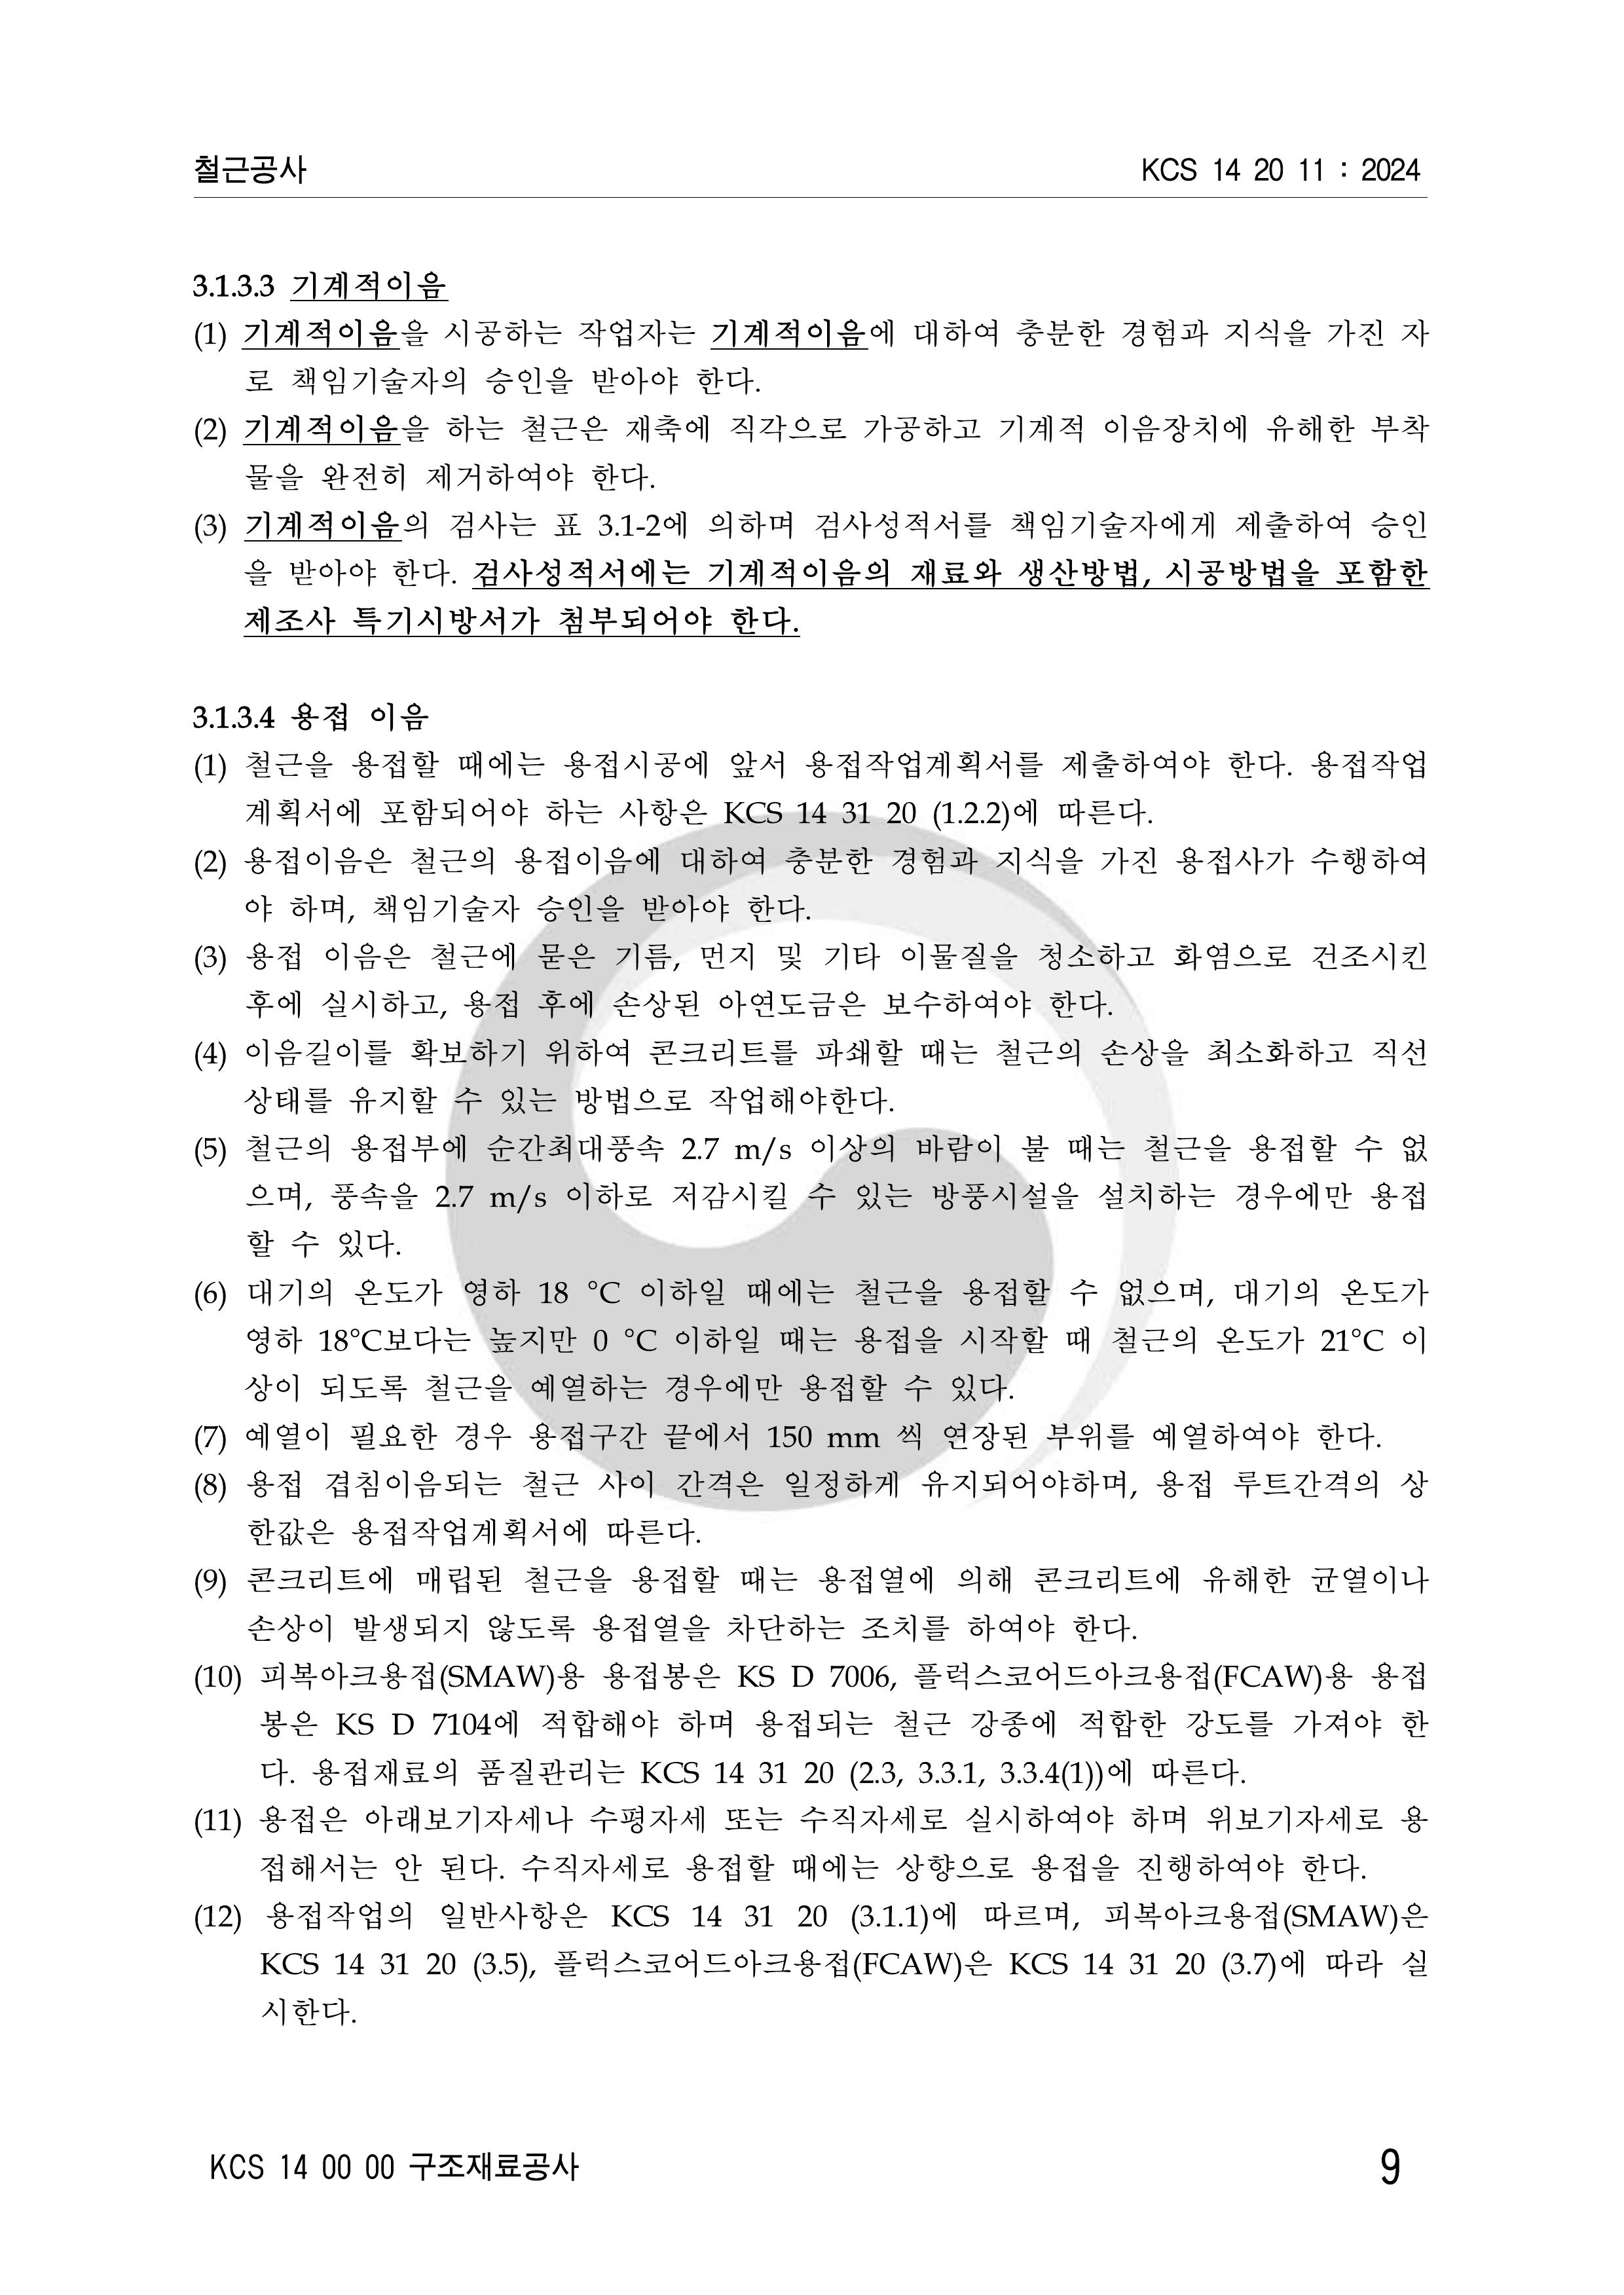 철근공사
KCS 14 20 11 : 2024
3.1.3.3 기계적이음
(1) 기계적이음을 시공하는 작업자는 기계적이음에 대하여 충분한 경험과 지식을 가진 자
로 책임기술자의 승인을 받아야 한다.
(2) 기계적이음을 하는 철근은 재축에 직각으로 가공하고 기계적 이음장치에 유해한 부착
물을 완전히 제거하여야 한다.
(3) 기계적이음의 검사는 표 3.1-2에 의하며 검사성적서를 책임기술자에게 제출하여 승인
을 받아야 한다. 검사성적서에는 기계적이음의 재료와 생산방법, 시공방법을 포함한
제조사 특기시방서가 첨부되어야 한다.
3.1.3.4 용접 이음
(1) 철근을 용접할 때에는 용접시공에 앞서 용접작업계획서를 제출하여야 한다. 용접작업
계획서에 포함되어야 하는 사항은 KCS 14 31 20 (1.2.2)에 따른다.
(2) 용접이음은 철근의 용접이음에 대하여 충분한 경험과 지식을 가진 용접사가 수행하여
야 하며, 책임기술자 승인을 받아야 한다.
(3) 용접 이음은 철근에 묻은 기름, 먼지 및 기타 이물질을 청소하고 화염으로 건조시킨
후에 실시하고, 용접 후에 손상된 아연도금은 보수하여야 한다.
(4) 이음길이를 확보하기 위하여 콘크리트를 파쇄할 때는 철근의 손상을 최소화하고 직선
상태를 유지할 수 있는 방법으로 작업해야한다.
(5) 철근의 용접부에 순간최대풍속 2.7 m/s 이상의 바람이 불 때는 철근을 용접할 수 없
으며, 풍속을 2.7 m/s 이하로 저감시킬 수 있는 방풍시설을 설치하는 경우에만 용접
할 수 있다.
(6) 대기의 온도가 영하 18 °C 이하일 때에는 철근을 용접할 수 없으며, 대기의 온도가
영하 18°C보다는 높지만 0 °C 이하일 때는 용접을 시작할 때 철근의 온도가 21°C 이
상이 되도록 철근을 예열하는 경우에만 용접할 수 있다.
(7) 예열이 필요한 경우 용접구간 끝에서 150 mm 씩 연장된 부위를 예열하여야 한다.
(8) 용접 겹침이음되는 철근 사이 간격은 일정하게 유지되어야하며, 용접 루트간격의 상
한값은 용접작업계획서에 따른다.
(9) 콘크리트에 매립된 철근을 용접할 때는 용접열에 의해 콘크리트에 유해한 균열이나
손상이 발생되지 않도록 용접열을 차단하는 조치를 하여야 한다.
(10) 피복아크용접(SMAW)용 용접봉은 KS D 7006, 플럭스코어드아크용접(FCAW)용 용접
봉은 KS D 7104에 적합해야 하며 용접되는 철근 강종에 적합한 강도를 가져야 한
다. 용접재료의 품질관리는 KCS 14 31 20 (2.3, 3.3.1, 3.3.4(1))에 따른다.
(11) 용접은 아래보기자세나 수평자세 또는 수직자세로 실시하여야 하며 위보기자세로 용
접해서는 안 된다. 수직자세로 용접할 때에는 상향으로 용접을 진행하여야 한다.
(12) 용접작업의 일반사항은 KCS 14 31 20 (3.1.1)에 따르며, 피복아크용접(SMAW)은
KCS 14 31 20 (3.5), 플럭스코어드아크용접(FCAW)은 KCS 14 31 20 (3.7)에 따라 실
시한다.
KCS 14 00 00 구조재료공사
9